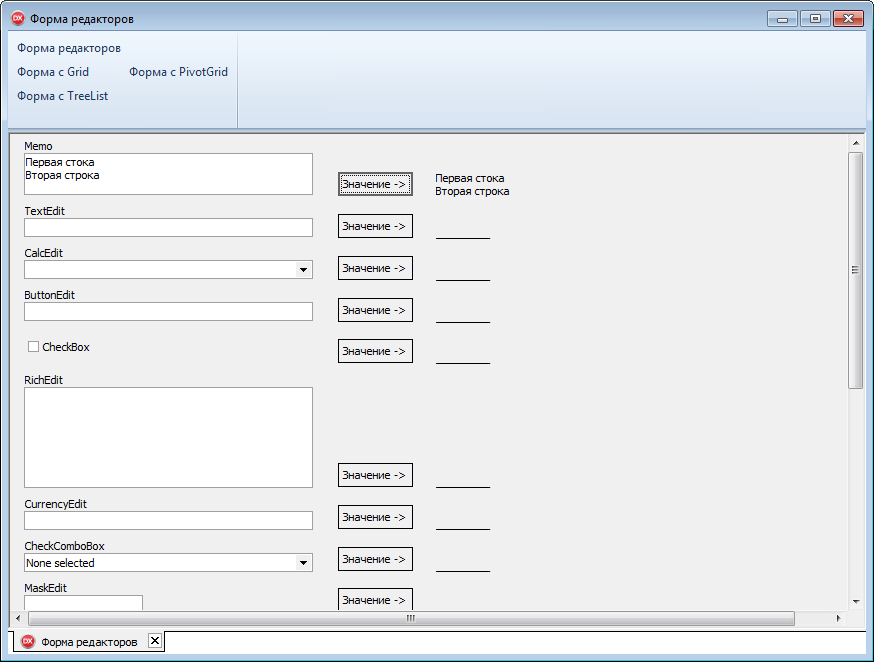 DX Форма редакторов
Форма редакторов
Форма с Grid Форма с PivotGrid
Форма с TreeList
Memo
Первая стока
Вторая строка
Значение ->
Первая стока
Вторая строка
TextEdit
Значение ->
CalcEdit
Значение ->
ButtonEdit
Значение ->
CheckBox
Значение ->
RichEdit
Значение ->
CurrencyEdit
Значение ->
CheckComboBox
None selected
Значение ->
MaskEdit
Значение ->
DX Форма редакторов